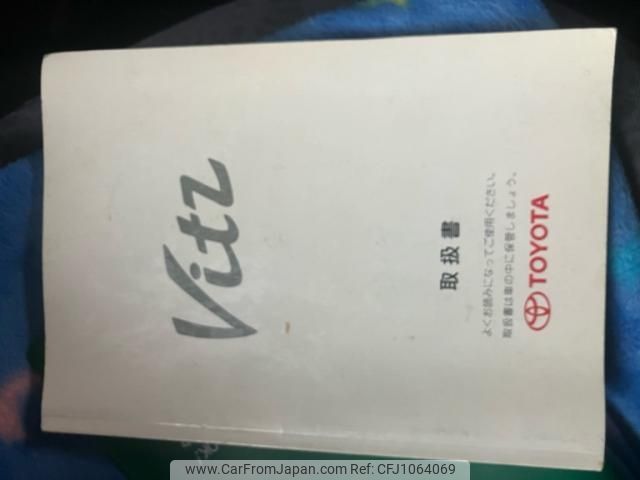 Vitz
取扱書
よくお読みになってご使用ください。
取扱書は車の中に保管しましょう。
TOYOTA
www.CarFromJapan.com Ref:CFJ1064069